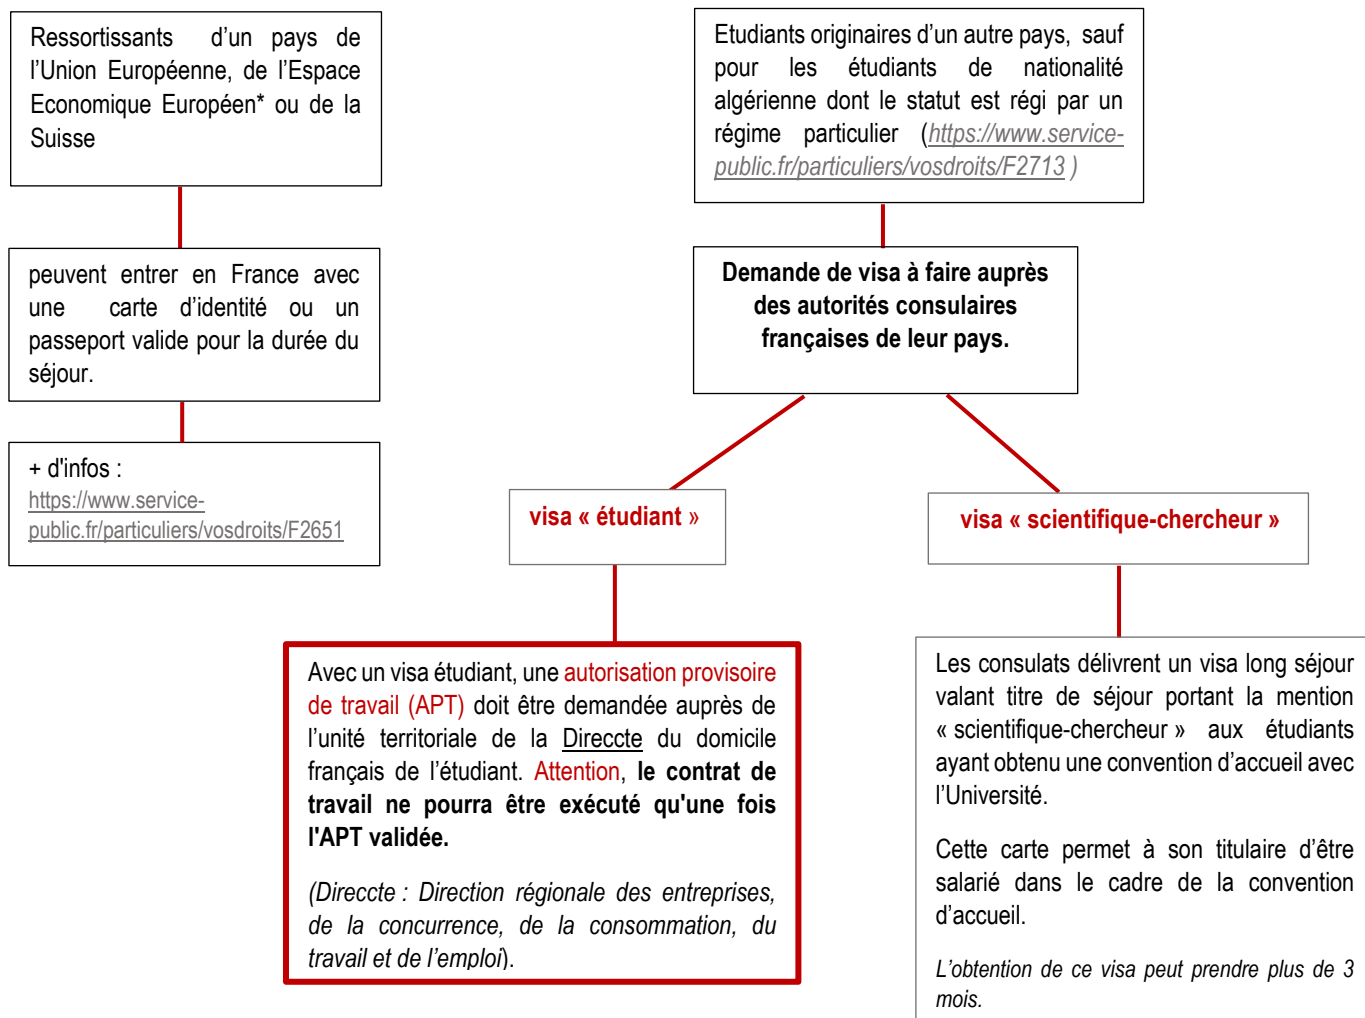 Ressortissants d’un pays de
l’Union Européenne, de l’Espace
Economique Européen* ou de la
Suisse
peuvent entrer en France avec
une carte d’identité ou un
passeport valide pour la durée du
séjour.
+ d'infos :
https://www.service-
public.fr/particuliers/vosdroits/F2651
Etudiants originaires d’un autre pays, sauf
pour les étudiants de nationalité
algérienne dont le statut est régi par un
régime particulier (https://www.service-
public.fr/particuliers/vosdroits/F2713 )
Demande de visa à faire auprès
des autorités consulaires
françaises de leur pays.
visa « étudiant »
Avec un visa étudiant, une autorisation provisoire
de travail (APT) doit être demandée auprès de
l’unité territoriale de la Direccte du domicile
français de l’étudiant. Attention, le contrat de
travail ne pourra être exécuté qu'une fois
l'APT validée.
(Direccte : Direction régionale des entreprises,
de la concurrence, de la consommation, du
travail et de l’emploi).
visa « scientifique-chercheur »
Les consulats délivrent un visa long séjour
valant titre de séjour portant la mention
« scientifique-chercheur » aux étudiants
ayant obtenu une convention d’accueil avec
l’Université.
Cette carte permet à son titulaire d’être
salarié dans le cadre de la convention
d’accueil.
L’obtention de ce visa peut prendre plus de 3
mois.